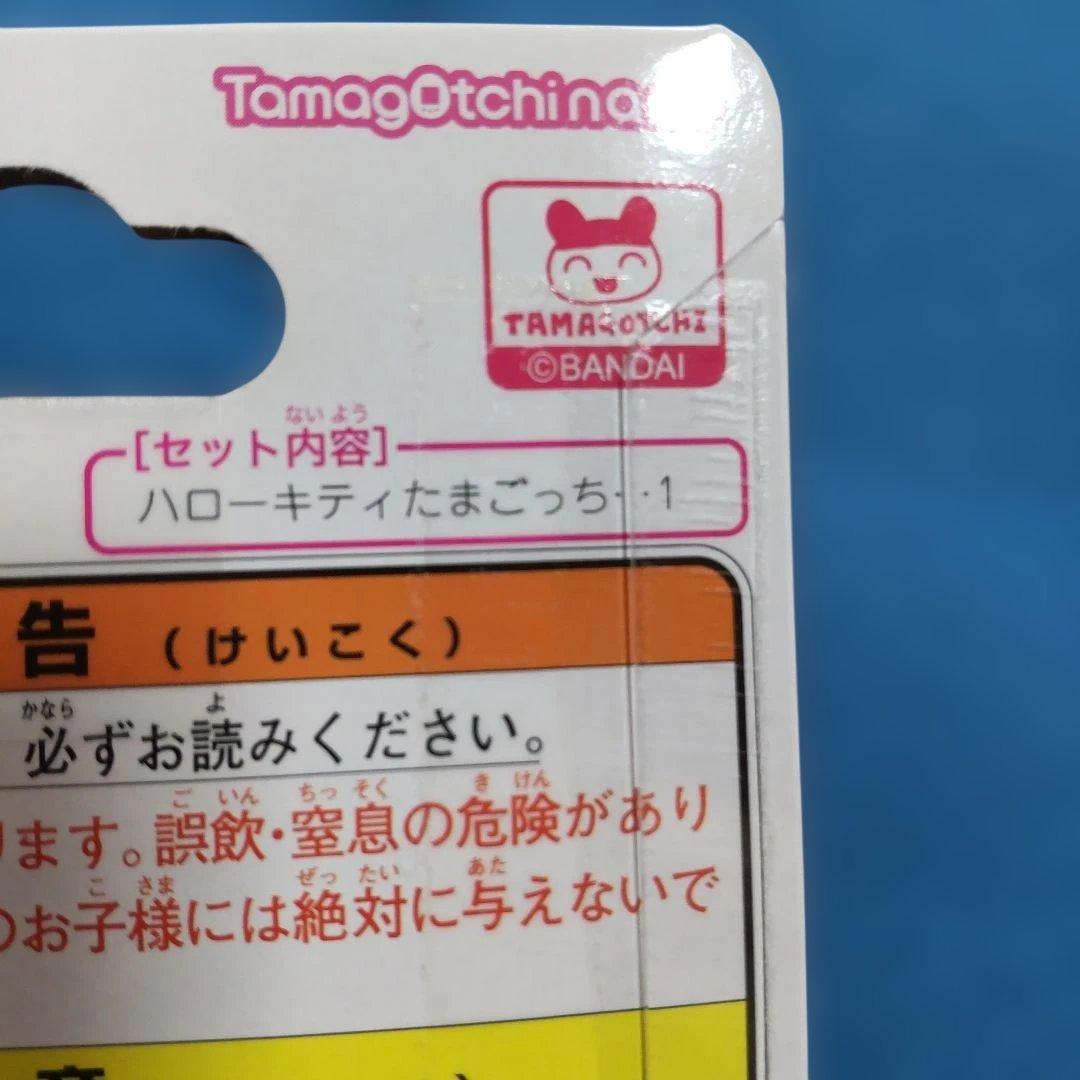 Tamagotchi nano
TAMAGOTCHI
©BANDAI
ないよう
[セット内容]
ハローキティたまごっち‥1
告 (けいこく)
かなら よ
必ずお読みください。
ごいん ちっそく きけん
ります。誤飲・窒息の危険があり
こさま ぜったい あた
のお子様には絶対に与えないで